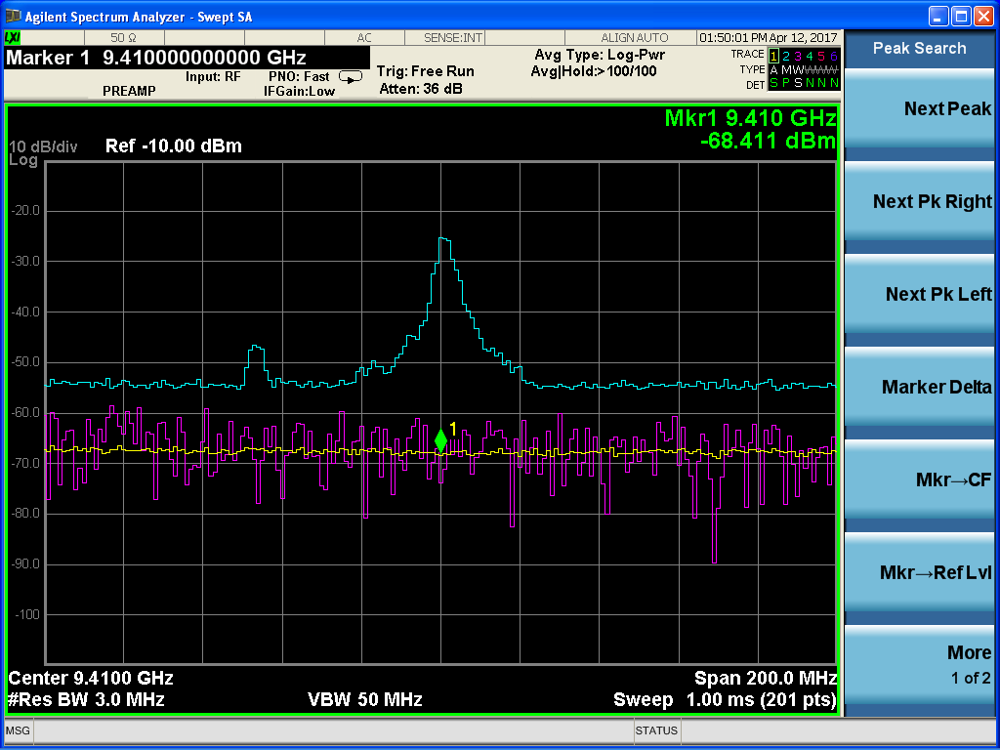 Agilent Spectrum Analyzer - Swept SA
LXI 50 Ω AC SENSE:INT ALIGN AUTO 01:50:01 PM Apr 12, 2017
Marker 1 9.410000000000 GHz
Input: RF PNO: Fast
PREAMP IFGain:Low
Trig: Free Run
Atten: 36 dB
Avg Type: Log-Pwr
Avg|Hold:>100/100
TRACE 1 2 3 4 5 6
TYPE A M W W W W W
DET S P S N N N
Mkr1 9.410 GHz
-68.411 dBm
10 dB/div
Log
Ref -10.00 dBm
-20.0
-30.0
-40.0
-50.0
-60.0
-70.0
-80.0
-90.0
-100
1
Center 9.4100 GHz
Span 200.0 MHz
#Res BW 3.0 MHz
VBW 50 MHz
Sweep 1.00 ms (201 pts)
MSG
STATUS
Peak Search
Next Peak
Next Pk Right
Next Pk Left
Marker Delta
Mkr→CF
Mkr→Ref Lvl
More
1 of 2